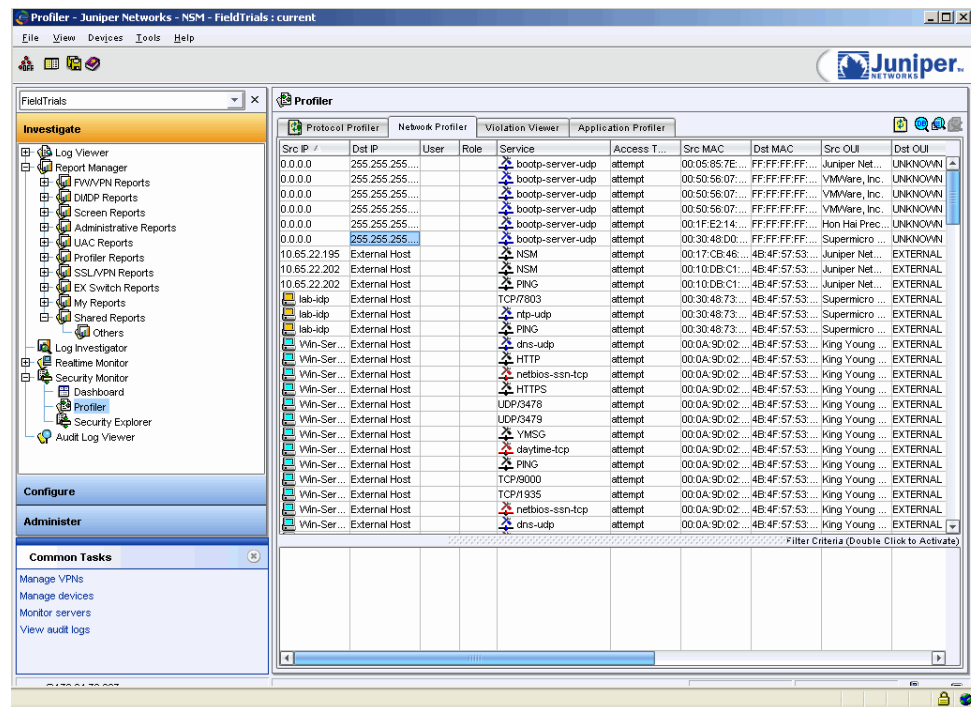 Profiler - Juniper Networks - NSM - FieldTrials : current
File View Devices Tools Help
Juniper
NETWORKS
FieldTrials
Investigate
Log Viewer
Report Manager
FW/VPN Reports
DI/IDP Reports
Screen Reports
Administrative Reports
UAC Reports
Profiler Reports
SSL/VPN Reports
EX Switch Reports
My Reports
Shared Reports
Others
Log Investigator
Realtime Monitor
Security Monitor
Dashboard
Profiler
Security Explorer
Audit Log Viewer
Configure
Administer
Common Tasks
Manage VPNs
Manage devices
Monitor servers
View audit logs
Profiler
Protocol Profiler Network Profiler Violation Viewer Application Profiler
Src IP Dst IP User Role Service Access T... Src MAC Dst MAC Src OUI Dst OUI
0.0.0.0 255.255.255.... bootp-server-udp attempt 00:05:85:7E:... FF:FF:FF:FF:... Juniper Net... UNKNOWN
0.0.0.0 255.255.255.... bootp-server-udp attempt 00:50:56:07:... FF:FF:FF:FF:... VMWare, Inc. UNKNOWN
0.0.0.0 255.255.255.... bootp-server-udp attempt 00:50:56:07:... FF:FF:FF:FF:... VMWare, Inc. UNKNOWN
0.0.0.0 255.255.255.... bootp-server-udp attempt 00:50:56:07:... FF:FF:FF:FF:... VMWare, Inc. UNKNOWN
0.0.0.0 255.255.255.... bootp-server-udp attempt 00:1F:E2:14:... FF:FF:FF:FF:... Hon Hai Prec... UNKNOWN
0.0.0.0 255.255.255.... bootp-server-udp attempt 00:30:48:D0:... FF:FF:FF:FF:... Supermicro ... UNKNOWN
10.65.22.195 External Host NSM attempt 00:17:CB:46:... 4B:4F:57:53:... Juniper Net... EXTERNAL
10.65.22.202 External Host NSM attempt 00:10:DB:C1:... 4B:4F:57:53:... Juniper Net... EXTERNAL
10.65.22.202 External Host PING attempt 00:10:DB:C1:... 4B:4F:57:53:... Juniper Net... EXTERNAL
lab-idp External Host TCP/7803 attempt 00:30:48:73:... 4B:4F:57:53:... Supermicro ... EXTERNAL
lab-idp External Host ntp-udp attempt 00:30:48:73:... 4B:4F:57:53:... Supermicro ... EXTERNAL
lab-idp External Host PING attempt 00:30:48:73:... 4B:4F:57:53:... Supermicro ... EXTERNAL
Win-Ser... External Host dns-udp attempt 00:0A:9D:02:... 4B:4F:57:53:... King Young ... EXTERNAL
Win-Ser... External Host HTTP attempt 00:0A:9D:02:... 4B:4F:57:53:... King Young ... EXTERNAL
Win-Ser... External Host netbios-ssn-tcp attempt 00:0A:9D:02:... 4B:4F:57:53:... King Young ... EXTERNAL
Win-Ser... External Host HTTPS attempt 00:0A:9D:02:... 4B:4F:57:53:... King Young ... EXTERNAL
Win-Ser... External Host UDP/3478 attempt 00:0A:9D:02:... 4B:4F:57:53:... King Young ... EXTERNAL
Win-Ser... External Host UDP/3479 attempt 00:0A:9D:02:... 4B:4F:57:53:... King Young ... EXTERNAL
Win-Ser... External Host YMSG attempt 00:0A:9D:02:... 4B:4F:57:53:... King Young ... EXTERNAL
Win-Ser... External Host daytime-tcp attempt 00:0A:9D:02:... 4B:4F:57:53:... King Young ... EXTERNAL
Win-Ser... External Host PING attempt 00:0A:9D:02:... 4B:4F:57:53:... King Young ... EXTERNAL
Win-Ser... External Host TCP/9000 attempt 00:0A:9D:02:... 4B:4F:57:53:... King Young ... EXTERNAL
Win-Ser... External Host TCP/1935 attempt 00:0A:9D:02:... 4B:4F:57:53:... King Young ... EXTERNAL
Win-Ser... External Host netbios-ssn-tcp attempt 00:0A:9D:02:... 4B:4F:57:53:... King Young ... EXTERNAL
Win-Ser... External Host dns-udp attempt 00:0A:9D:02:... 4B:4F:57:53:... King Young ... EXTERNAL
Filter Criteria (Double Click to Activate)